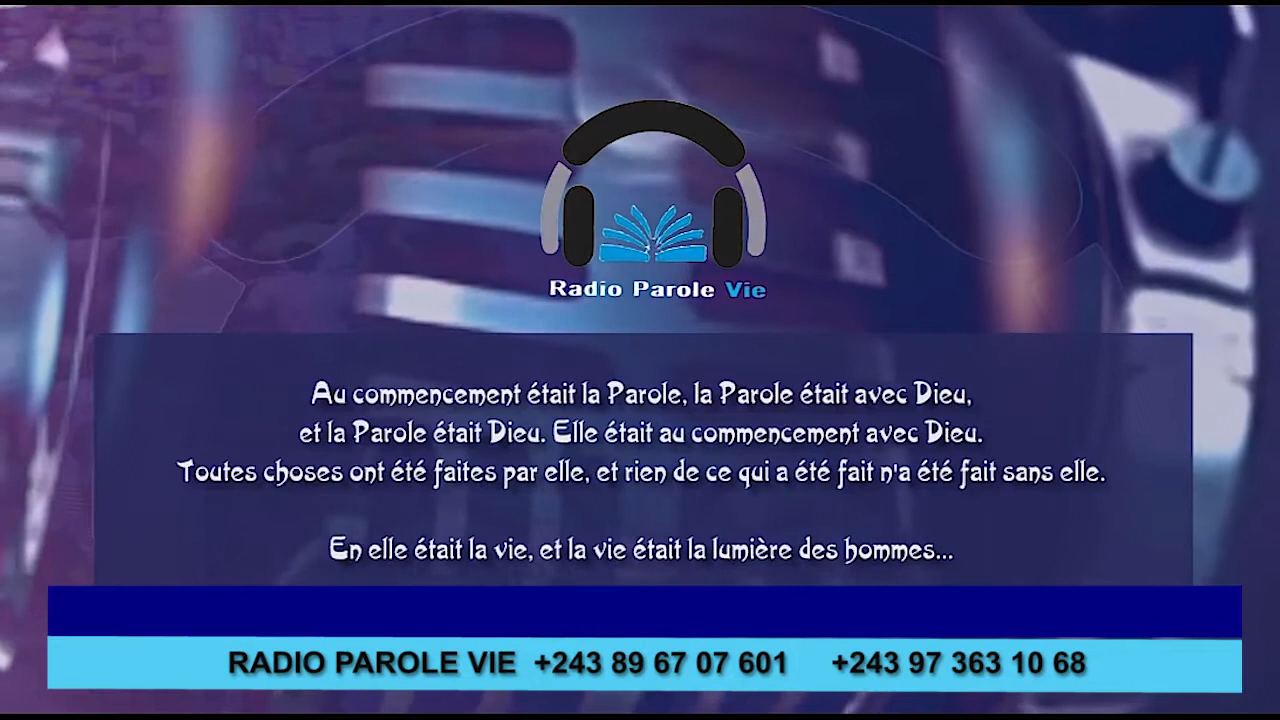 Radio Parole Vie
Au commencement était la Parole, la Parole était avec Dieu,
et la Parole était Dieu. Elle était au commencement avec Dieu.
Toutes choses ont été faites par elle, et rien de ce qui a été fait n'a été fait sans elle.
En elle était la vie, et la vie était la lumière des hommes...
RADIO PAROLE VIE +243 89 67 07 601 +243 97 363 10 68